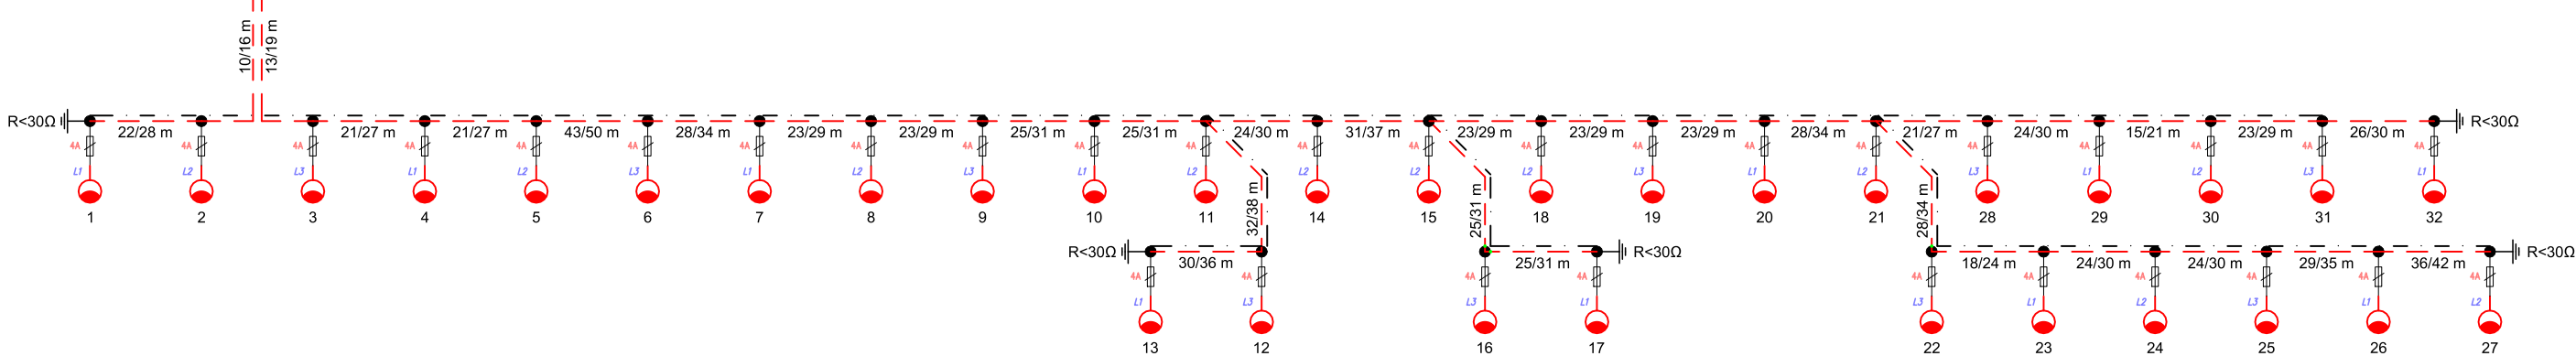 10/16 m
13/19 m
R<30Ω 22/28 m 21/27 m 21/27 m 43/50 m 28/34 m 23/29 m 23/29 m 25/31 m 25/31 m 24/30 m 31/37 m 23/29 m 23/29 m 23/29 m 28/34 m 21/27 m 24/30 m 15/21 m 23/29 m 26/30 m R<30Ω
4A 4A 4A 4A 4A 4A 4A 4A 4A 4A 4A 4A 4A 4A 4A 4A 4A 4A 4A 4A 4A 4A
L1 L2 L3 L1 L2 L3 L1 L2 L3 L1 L2 L2 L3 L2 L3 L1 L2 L3 L1 L2 L3 L1
1 2 3 4 5 6 7 8 9 10 11 14 15 18 19 20 21 28 29 30 31 32
32/38 m
25/31 m
28/34 m
R<30Ω 30/36 m 25/31 m R<30Ω 18/24 m 24/30 m 24/30 m 29/35 m 36/42 m R<30Ω
4A 4A 4A 4A 4A 4A 4A 4A 4A 4A
L1 L3 L3 L1 L3 L1 L2 L3 L1 L2
13 12 16 17 22 23 24 25 26 27